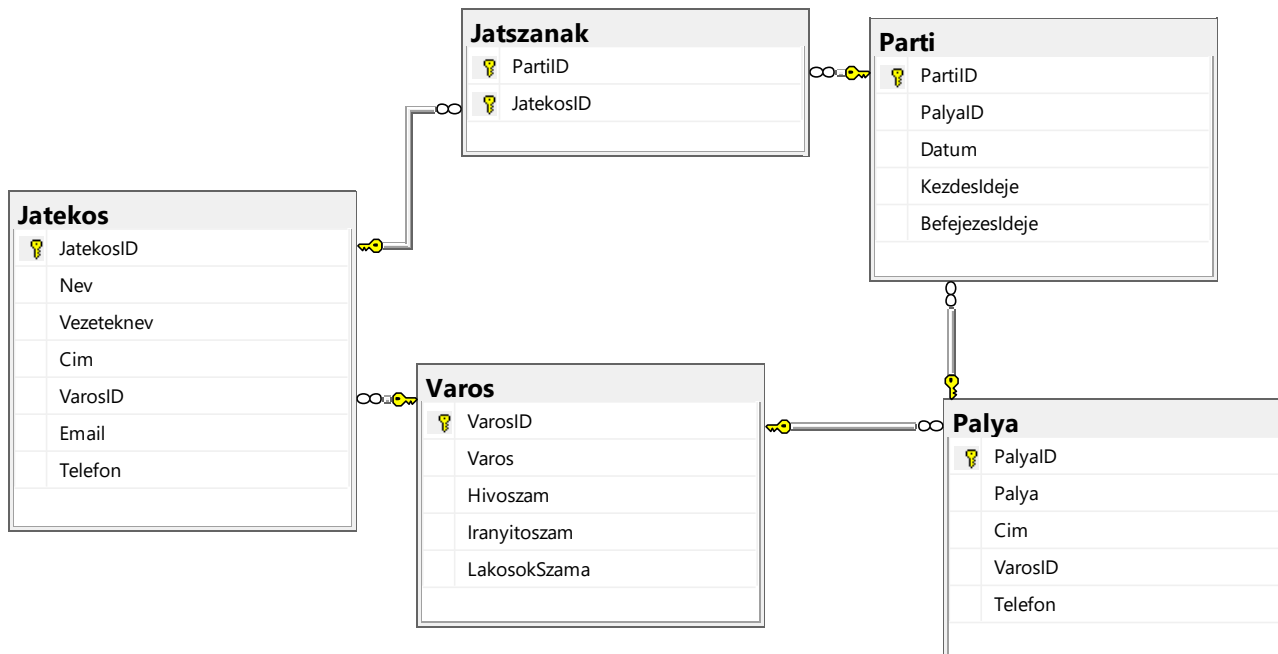 Jatszanak
PartiID
JatekosID
Parti
PartiID
PalyaID
Datum
KezdesIdeje
BefejezesIdeje
Jatekos
JatekosID
Nev
Vezeteknev
Cim
VarosID
Email
Telefon
Varos
VarosID
Varos
Hivoszam
Iranyitoszam
LakosokSzama
Palya
PalyaID
Palya
Cim
VarosID
Telefon